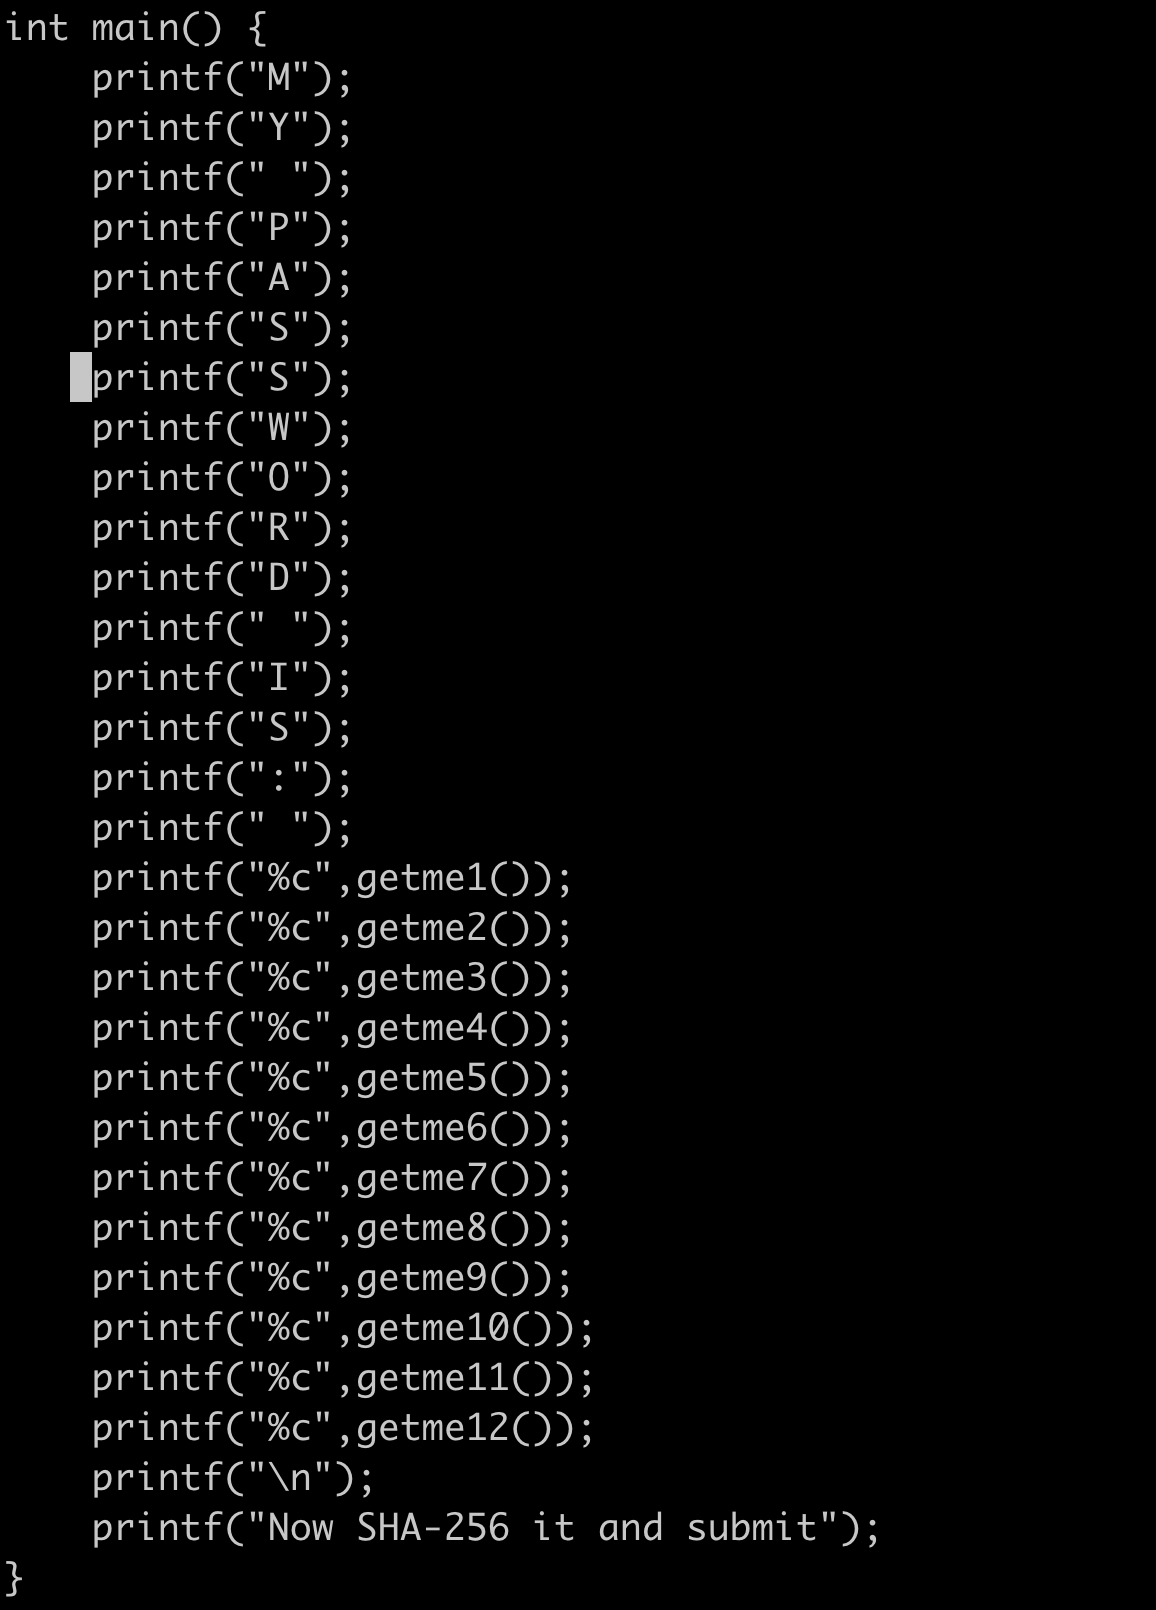 int main() {
    printf("M");
    printf("Y");
    printf(" ");
    printf("P");
    printf("A");
    printf("S");
    printf("S");
    printf("W");
    printf("O");
    printf("R");
    printf("D");
    printf(" ");
    printf("I");
    printf("S");
    printf(":");
    printf(" ");
    printf("%c",getme1());
    printf("%c",getme2());
    printf("%c",getme3());
    printf("%c",getme4());
    printf("%c",getme5());
    printf("%c",getme6());
    printf("%c",getme7());
    printf("%c",getme8());
    printf("%c",getme9());
    printf("%c",getme10());
    printf("%c",getme11());
    printf("%c",getme12());
    printf("\n");
    printf("Now SHA-256 it and submit");
}